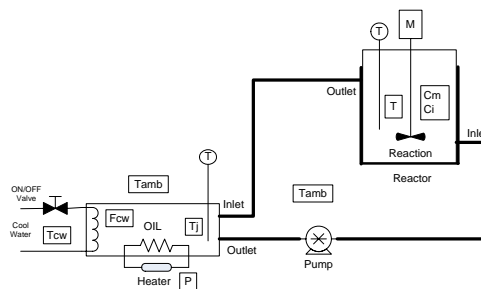 M
T
Outlet
T
Cm
Ci
Inlet
Reaction
Reactor
T
Tamb
Tamb
ON/OFF
Valve
Inlet
Fcw
OIL
Tj
Cool
Water
Tcw
Outlet
Pump
Heater
P